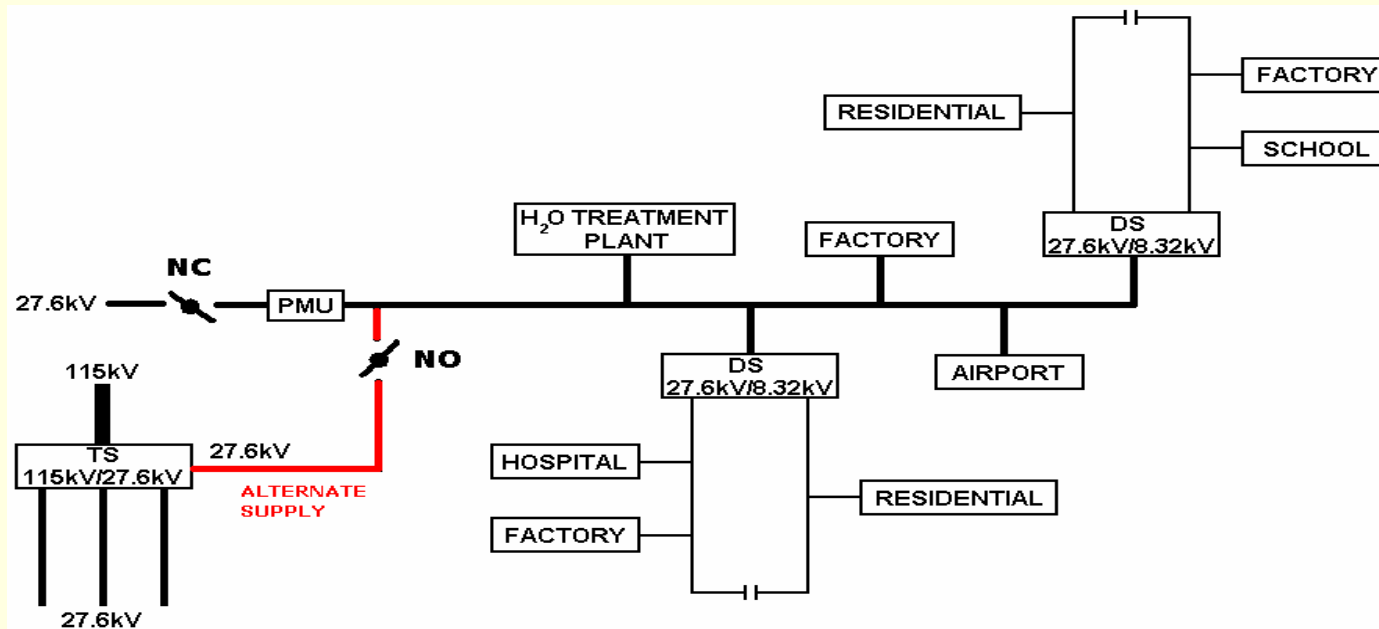 FACTORY
RESIDENTIAL
SCHOOL
H₂O TREATMENT
PLANT
FACTORY
DS
27.6kV/8.32kV
NC
27.6kV
PMU
NO
DS
27.6kV/8.32kV
AIRPORT
115kV
TS
115kV/27.6kV
27.6kV
ALTERNATE
SUPPLY
HOSPITAL
RESIDENTIAL
FACTORY
27.6kV